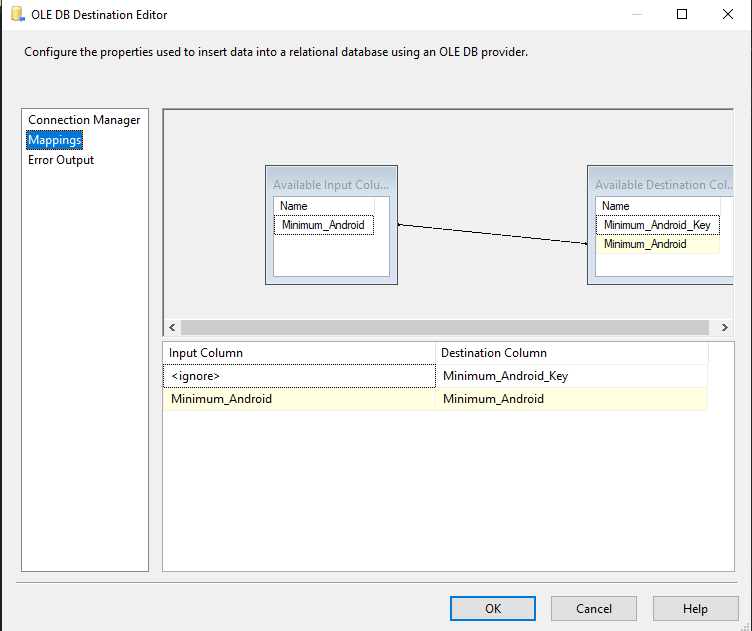 OLE DB Destination Editor
Configure the properties used to insert data into a relational database using an OLE DB provider.
Connection Manager
Mappings
Error Output
Available Input Colu...
Name
Minimum_Android
Available Destination Col...
Name
Minimum_Android_Key
Minimum_Android
Input Column Destination Column
<ignore> Minimum_Android_Key
Minimum_Android Minimum_Android
OK Cancel Help